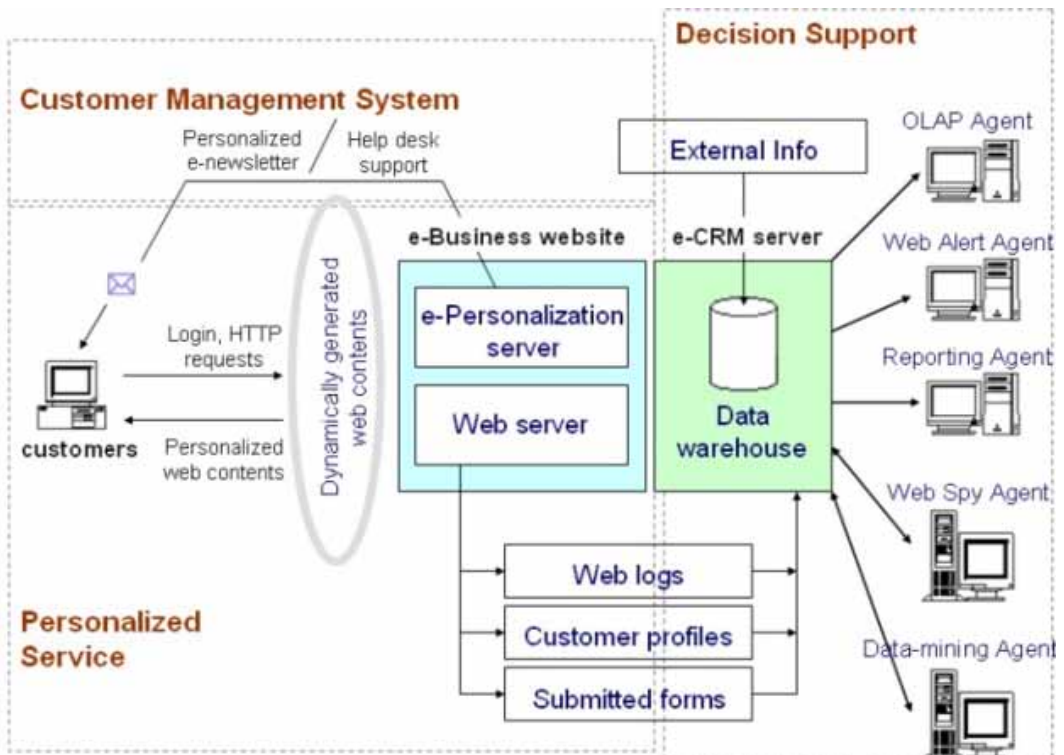 Decision Support
Customer Management System
Personalized
e-newsletter
Help desk
support
External Info
OLAP Agent
e-Business website
e-CRM server
Web Alert Agent
e-Personalization
server
Login, HTTP
requests
Dynamically generated
web contents
Reporting Agent
Web server
Data
warehouse
customers
Personalized
web contents
Web Spy Agent
Web logs
Personalized
Service
Customer profiles
Data-mining Agent
Submitted forms